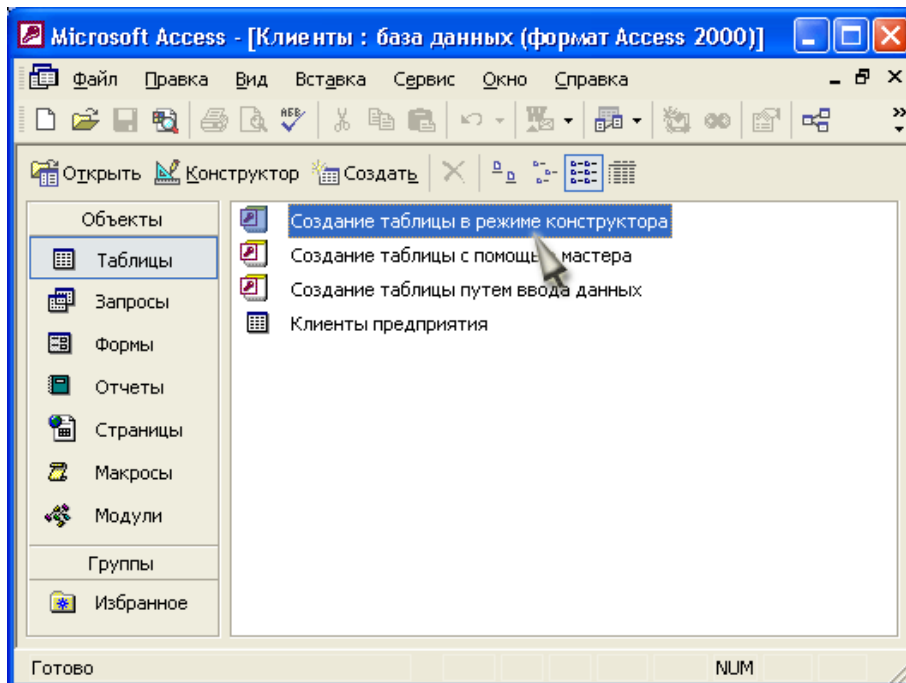 Microsoft Access - [Клиенты : база данных (формат Access 2000)]
Файл Правка Вид Вставка Сервис Окно Справка
Открыть Конструктор Создать
Объекты
Таблицы
Запросы
Формы
Отчеты
Страницы
Макросы
Модули
Группы
Избранное
Создание таблицы в режиме конструктора
Создание таблицы с помощью мастера
Создание таблицы путем ввода данных
Клиенты предприятия
Готово NUM